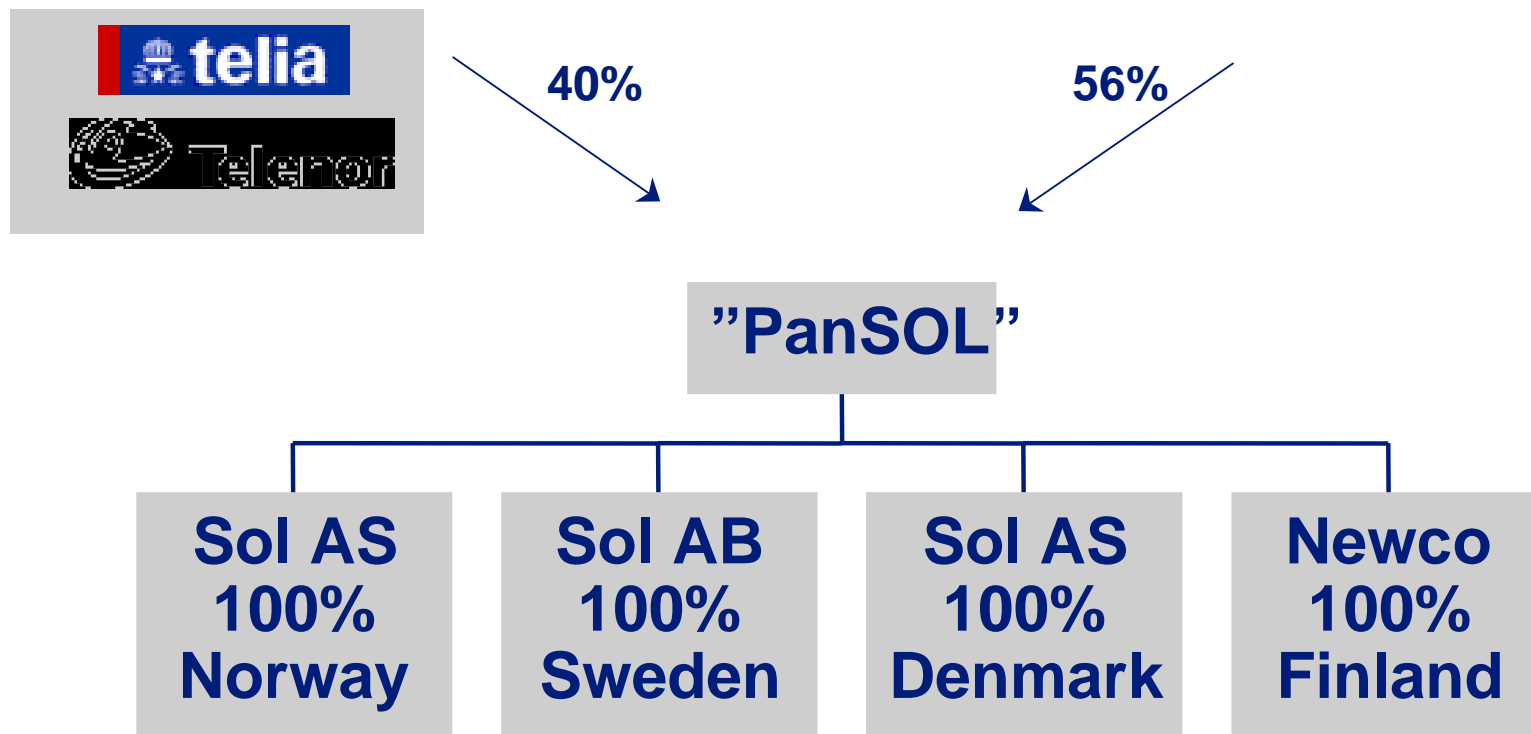 telia
Telenor
40%
56%
”PanSOL”
Sol AS
100%
Norway
Sol AB
100%
Sweden
Sol AS
100%
Denmark
Newco
100%
Finland